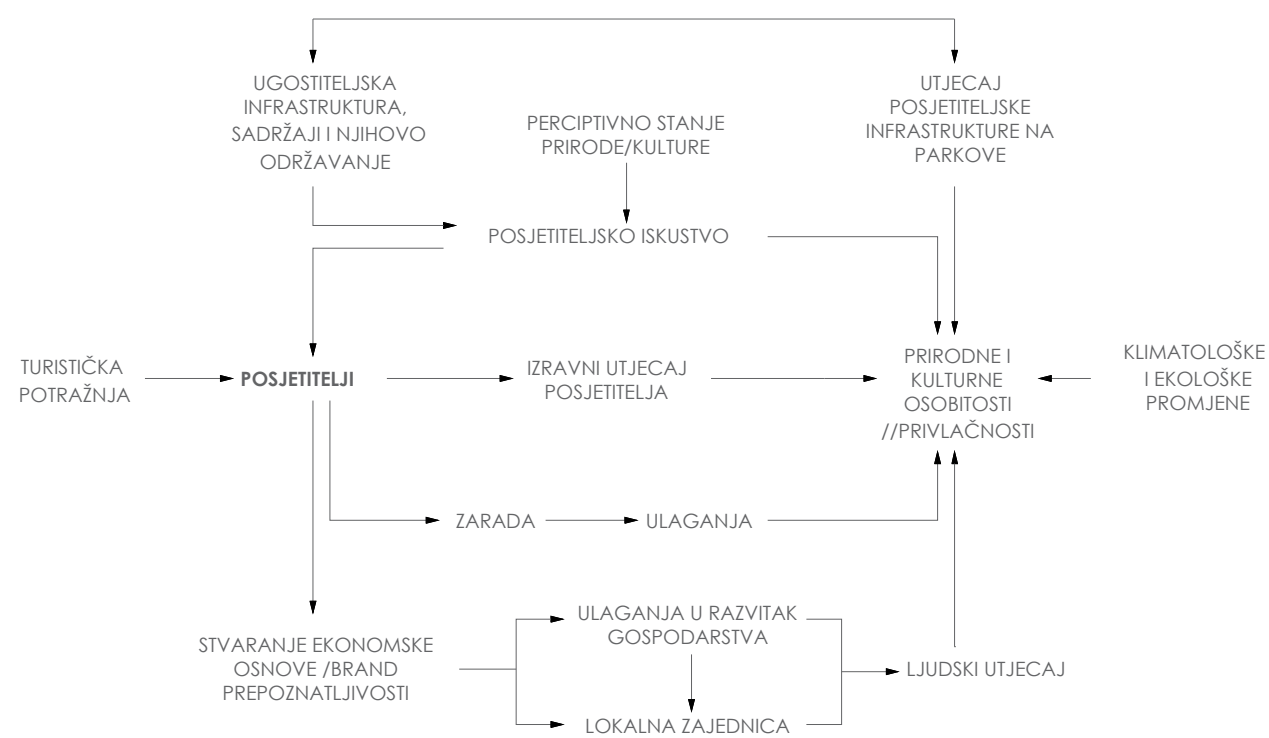 UGOSTITELJSKA
INFRASTRUKTURA,
SADRŽAJI I NJIHOVO
ODRŽAVANJE
PERCIPTIVNO STANJE
PRIRODE/KULTURE
UTJECAJ
POSJETITELJSKE
INFRASTRUKTURE NA
PARKOVE
POSJETITELJSKO ISKUSTVO
TURISTIČKA
POTRAŽNJA
POSJETITELJI
IZRAVNI UTJECAJ
POSJETITELJA
PRIRODNE I
KULTURNE
OSOBITOSTI
//PRIVLAČNOSTI
KLIMATOLOŠKE
I EKOLOŠKE
PROMJENE
ZARADA
ULAGANJA
STVARANJE EKONOMSKE
OSNOVE /BRAND
PREPOZNATLJIVOSTI
ULAGANJA U RAZVITAK
GOSPODARSTVA
LOKALNA ZAJEDNICA
LJUDSKI UTJECAJ